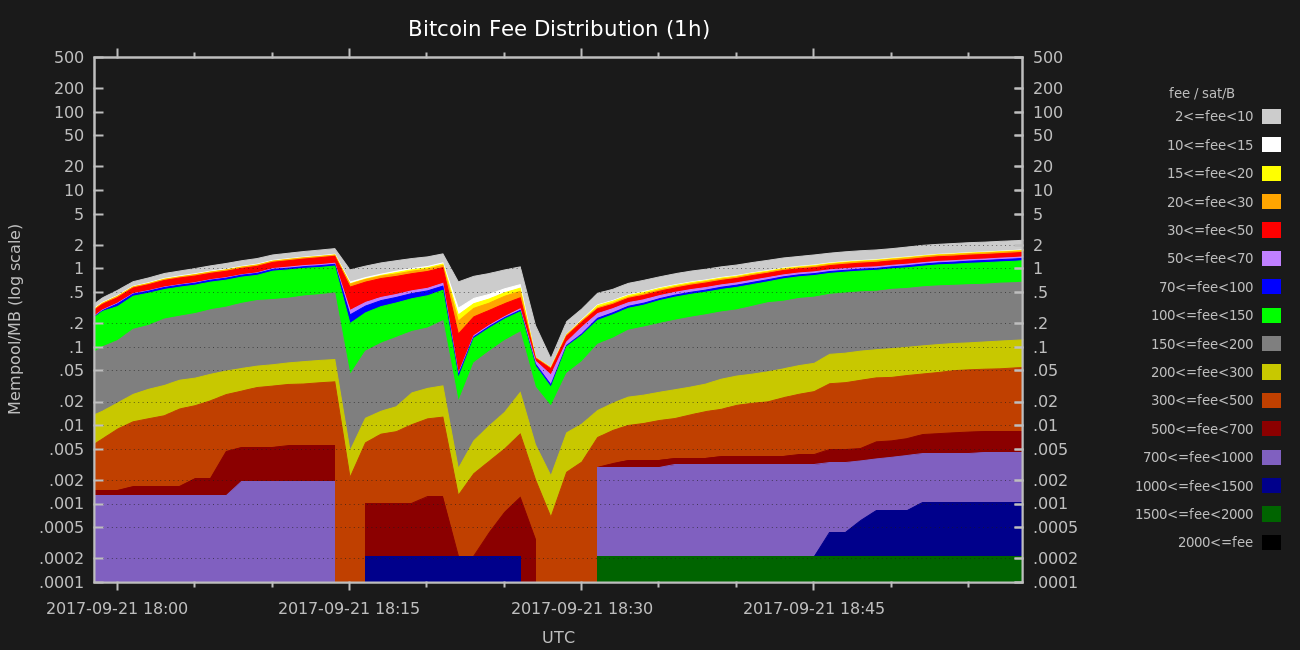 Bitcoin Fee Distribution (1h)
Mempool/MB (log scale)
500
200
100
50
20
10
5
2
1
.5
.2
.1
.05
.02
.01
.005
.002
.001
.0005
.0002
.0001
500
200
100
50
20
10
5
2
1
.5
.2
.1
.05
.02
.01
.005
.002
.001
.0005
.0002
.0001
2017-09-21 18:00
2017-09-21 18:15
2017-09-21 18:30
2017-09-21 18:45
UTC
fee / sat/B
2<=fee<10
10<=fee<15
15<=fee<20
20<=fee<30
30<=fee<50
50<=fee<70
70<=fee<100
100<=fee<150
150<=fee<200
200<=fee<300
300<=fee<500
500<=fee<700
700<=fee<1000
1000<=fee<1500
1500<=fee<2000
2000<=fee